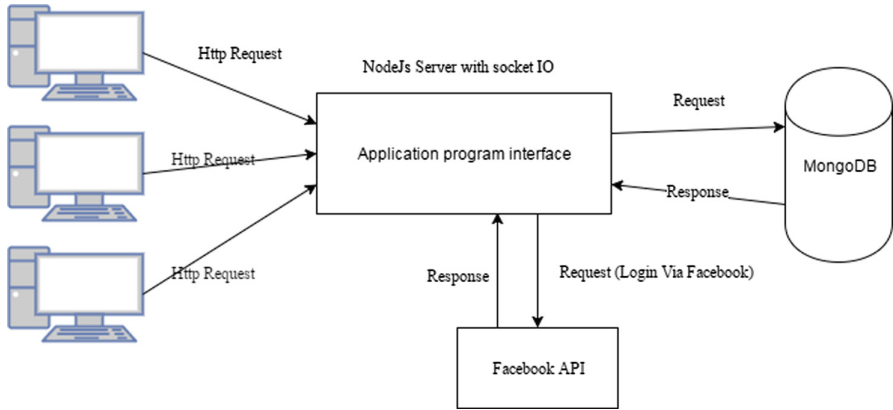 Http Request
NodeJs Server with socket IO
Request
Application program interface
Http Request
MongoDB
Response
Http Request
Response
Request (Login Via Facebook)
Facebook API